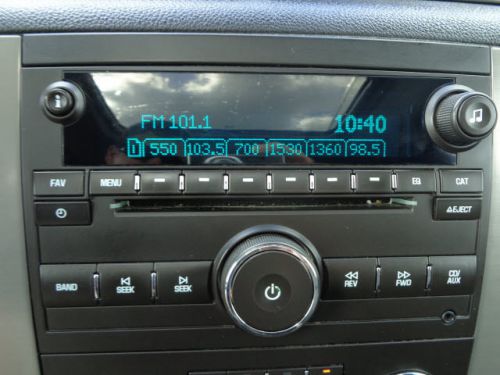 FM 101.1 10:40
D 550 103.5 700 1530 1360 98.5
FAV MENU EQ CAT
EJECT
BAND SEEK SEEK REV FWD CD/AUX